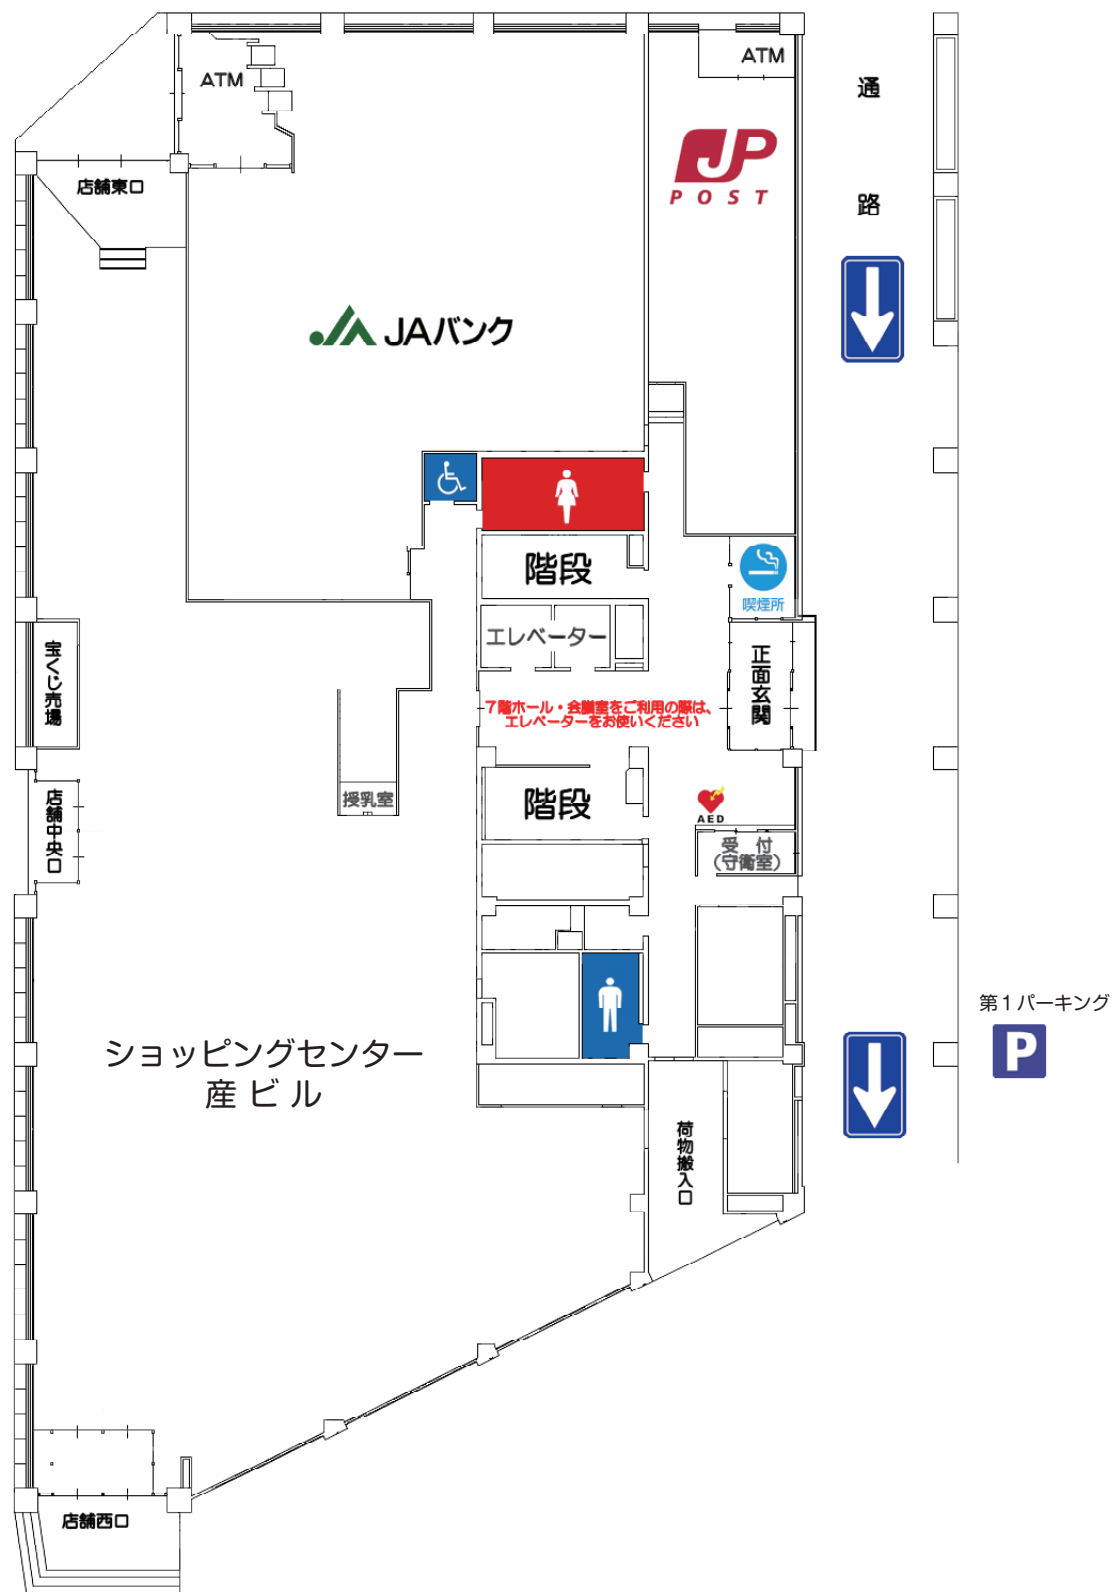 ATM
ATM
通
路
JP
POST
店舗東口
JAバンク
階段
喫煙所
エレベーター
宝くじ売場
正面玄関
7階ホール・会議室をご利用の際は、
エレベーターをお使いください
授乳室
階段
AED
店舗中央口
受 付
(守衛室)
第1パーキング
P
ショッピングセンター
産 ビ ル
荷物搬入口
店舗西口